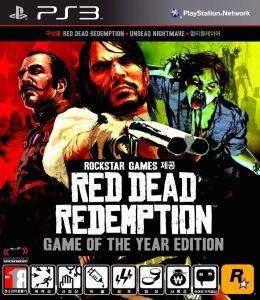 PS3
PlayStation.Network
구성품 RED DEAD REDEMPTION + UNDEAD NIGHTMARE + 멀티플레이어
ROCKSTAR GAMES 제공
RED DEAD
REDEMPTION
GAME OF THE YEAR EDITION
R